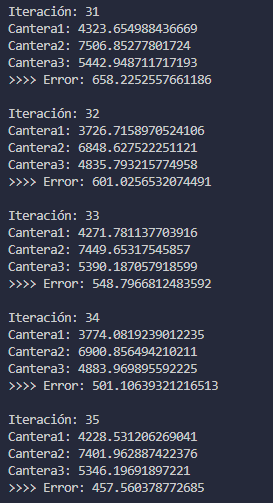 Iteración: 31
Cantera1: 4323.654988436669
Cantera2: 7506.85277801724
Cantera3: 5442.948711717193
>>>> Error: 658.2252557661186
Iteración: 32
Cantera1: 3726.7158970524106
Cantera2: 6848.627522251121
Cantera3: 4835.793215774958
>>>> Error: 601.0256532074491
Iteración: 33
Cantera1: 4271.781137703916
Cantera2: 7449.65317545857
Cantera3: 5390.187057918599
>>>> Error: 548.7966812483592
Iteración: 34
Cantera1: 3774.0819239012235
Cantera2: 6900.856494210211
Cantera3: 4883.969895592225
>>>> Error: 501.10639321216513
Iteración: 35
Cantera1: 4228.531206269041
Cantera2: 7401.962887422376
Cantera3: 5346.19691897221
>>>> Error: 457.560378772685